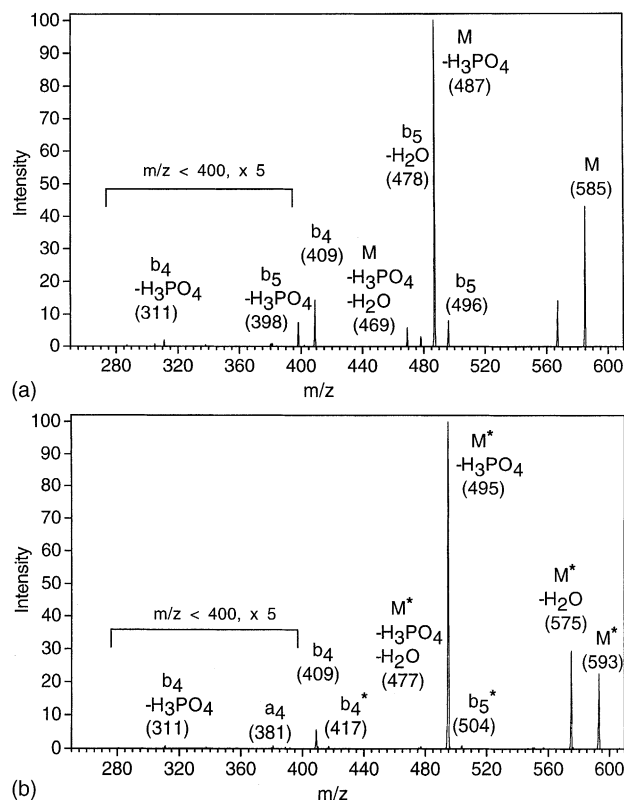 100
90
80
70
60
50
40
30
20
10
0
Intensity
m/z < 400, x 5
b4
-H3PO4
(311)
b5
-H3PO4
(398)
b4
(409)
M
-H3PO4
-H2O
(469)
b5
-H2O
(478)
M
-H3PO4
(487)
b5
(496)
M
(585)
280 320 360 400 440 480 520 560 600
m/z
(a)
100
90
80
70
60
50
40
30
20
10
0
Intensity
m/z < 400, x 5
b4
-H3PO4
(311)
a4
(381)
b4
(409)
b4*
(417)
M*
-H3PO4
-H2O
(477)
M*
-H3PO4
(495)
b5*
(504)
M*
-H2O
(575)
M*
(593)
280 320 360 400 440 480 520 560 600
m/z
(b)